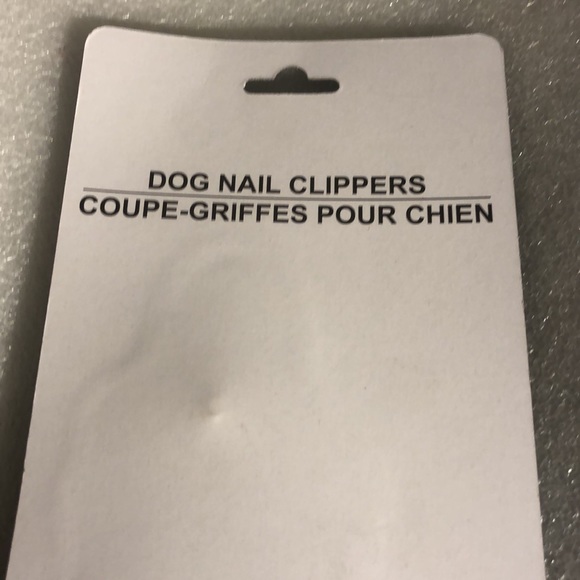 DOG NAIL CLIPPERS
COUPE-GRIFFES POUR CHIEN